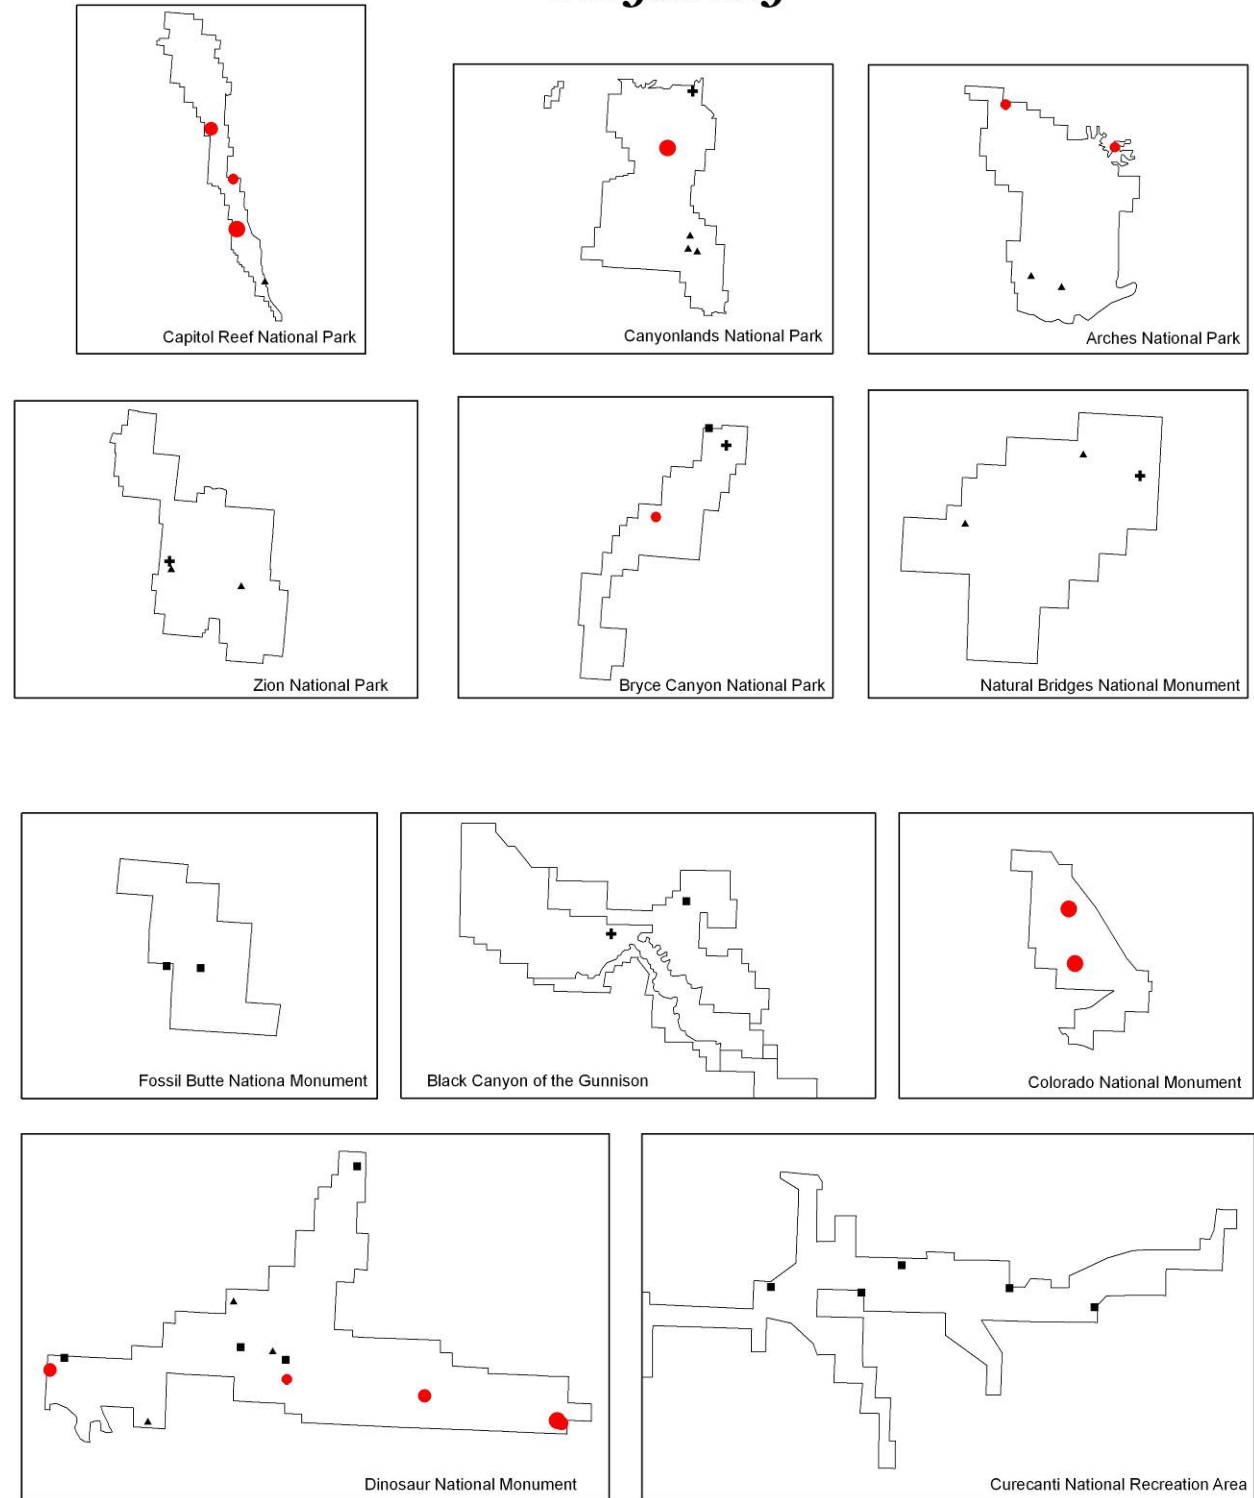 Capitol Reef National Park
Canyonlands National Park
Arches National Park
Zion National Park
Bryce Canyon National Park
Natural Bridges National Monument
Fossil Butte Nationa Monument
Black Canyon of the Gunnison
Colorado National Monument
Dinosaur National Monument
Curecanti National Recreation Area